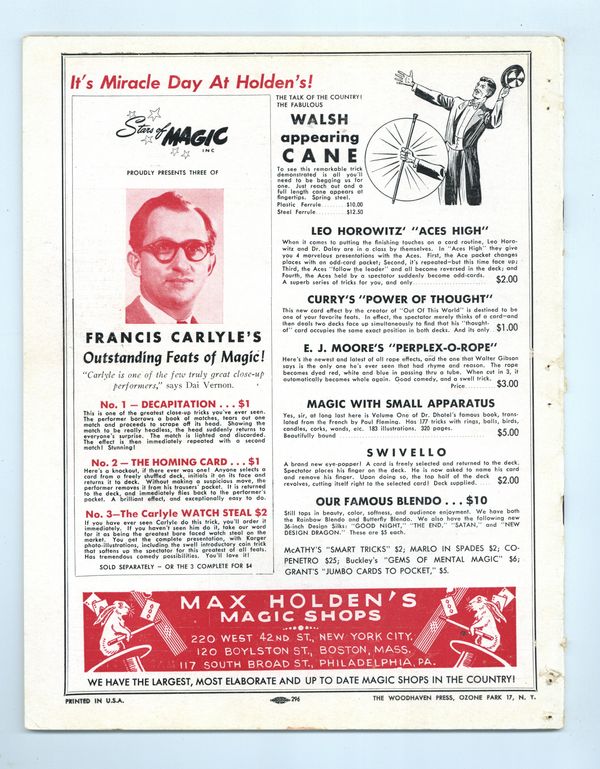 It's Miracle Day At Holden's!
Stars of MAGIC
INC
PROUDLY PRESENTS THREE OF
FRANCIS CARLYLE'S
Outstanding Feats of Magic!
"Carlyle is one of the few truly great close-up
performers," says Dai Vernon.
No. 1 — DECAPITATION . . . $1
This is one of the greatest close-up tricks you've ever seen.
The performer borrows a book of matches, tears out one
match and proceeds to scrape off its head. Showing the
match to be really headless, the head suddenly returns to
everyone's surprise. The match is lighted and discarded.
The effect is then immediately repeated with a second
match! Stunning!
No. 2 — THE HOMING CARD . . . $1
Here's a knockout, if there ever was one! Anyone selects a
card from a freely shuffled deck, initials it on its face and
returns it to deck. Without making a suspicious move, the
performer removes it from his trousers' pocket. It is returned
to the deck, and immediately flies back to the performer's
pocket. A brilliant effect, and exceptionally easy to do.
No. 3—The Carlyle WATCH STEAL $2
If you have ever seen Carlyle do this trick, you'll order it
immediately. If you haven't seen him do it, take our word
for it as being the greatest bare faced watch steal on the
market. You get the complete presentation, with Karger
photo-illustrations, including the swell introductory coin trick
that softens up the spectator for this greatest of all feats.
Has tremendous comedy possibilities. You'll love it!
SOLD SEPARATELY — OR THE 3 COMPLETE FOR $4
THE TALK OF THE COUNTRY!
THE FABULOUS
WALSH
appearing
CANE
To see this remarkable trick
demonstrated is all you'll
need to be begging us for
one. Just reach out and a
full length cane appears at
fingertips. Spring steel.
Plastic Ferrule........$10.00
Steel Ferrule........$12.50
LEO HOROWITZ' "ACES HIGH"
When it comes to putting the finishing touches on a card routine, Leo Horo-
witz and Dr. Daley are in a class by themselves. In "Aces High" they give
you 4 marvelous presentations with the Aces. First, the Ace packet changes
places with an odd-card packet; Second, it's repeated—but this time face up;
Third, the Aces "follow the leader" and all become reversed in the deck; and
Fourth, the Aces held by a spectator suddenly become odd-cards.
A superb series of tricks for you, and only $2.00
CURRY'S "POWER OF THOUGHT"
This new card effect by the creator of "Out Of This World" is destined to be
one of your favorite feats. In effect, the spectator merely thinks of a card—and
then deals two decks face up simultaneously to find that his "thought-
of" card occupies the same exact position in both decks. And its only $1.00
E. J. MOORE'S "PERPLEX-O-ROPE"
Here's the newest and latest of all rope effects, and the one that Walter Gibson
says is the only one he's ever seen that had rhyme and reason. The rope
becomes dyed red, white and blue in passing thru a tube. When cut in 3, it
automatically becomes whole again. Good comedy, and a swell trick.
Price $3.00
MAGIC WITH SMALL APPARATUS
Yes, sir, at long last here is Volume One of Dr. Dhotel's famous book, trans-
lated from the French by Paul Fleming. Has 177 tricks with rings, balls, birds,
candles, corks, wands, etc. 183 illustrations. 320 pages.
Beautifully bound $5.00
SWIVELLO
A brand new eye-popper! A card is freely selected and returned to the deck.
Spectator places his finger on the deck. He is now asked to name his card
and remove his finger. Upon doing so, the top half of the deck
revolves, cutting itself right to the selected card! Deck supplied. $2.00
OUR FAMOUS BLENDO . . . $10
Still tops in beauty, color, softness, and audience enjoyment. We have both
the Rainbow Blendo and Butterfly Blendo. We also have the following new
36-inch Design Silks: "GOOD NIGHT," "THE END," "SATAN," and "NEW
DESIGN DRAGON." These are $5 each.
McATHY'S "SMART TRICKS" $2; MARLO IN SPADES $2; CO-
PENETRO $25; Buckley's "GEMS OF MENTAL MAGIC" $6;
GRANT'S "JUMBO CARDS TO POCKET," $5.
MAX HOLDEN'S
MAGIC SHOPS
220 WEST 42ND ST., NEW YORK CITY.
120 BOYLSTON ST., BOSTON, MASS.
117 SOUTH BROAD ST., PHILADELPHIA, PA.
WE HAVE THE LARGEST, MOST ELABORATE AND UP TO DATE MAGIC SHOPS IN THE COUNTRY!
PRINTED IN U.S.A.
296
THE WOODHAVEN PRESS, OZONE PARK 17, N. Y.